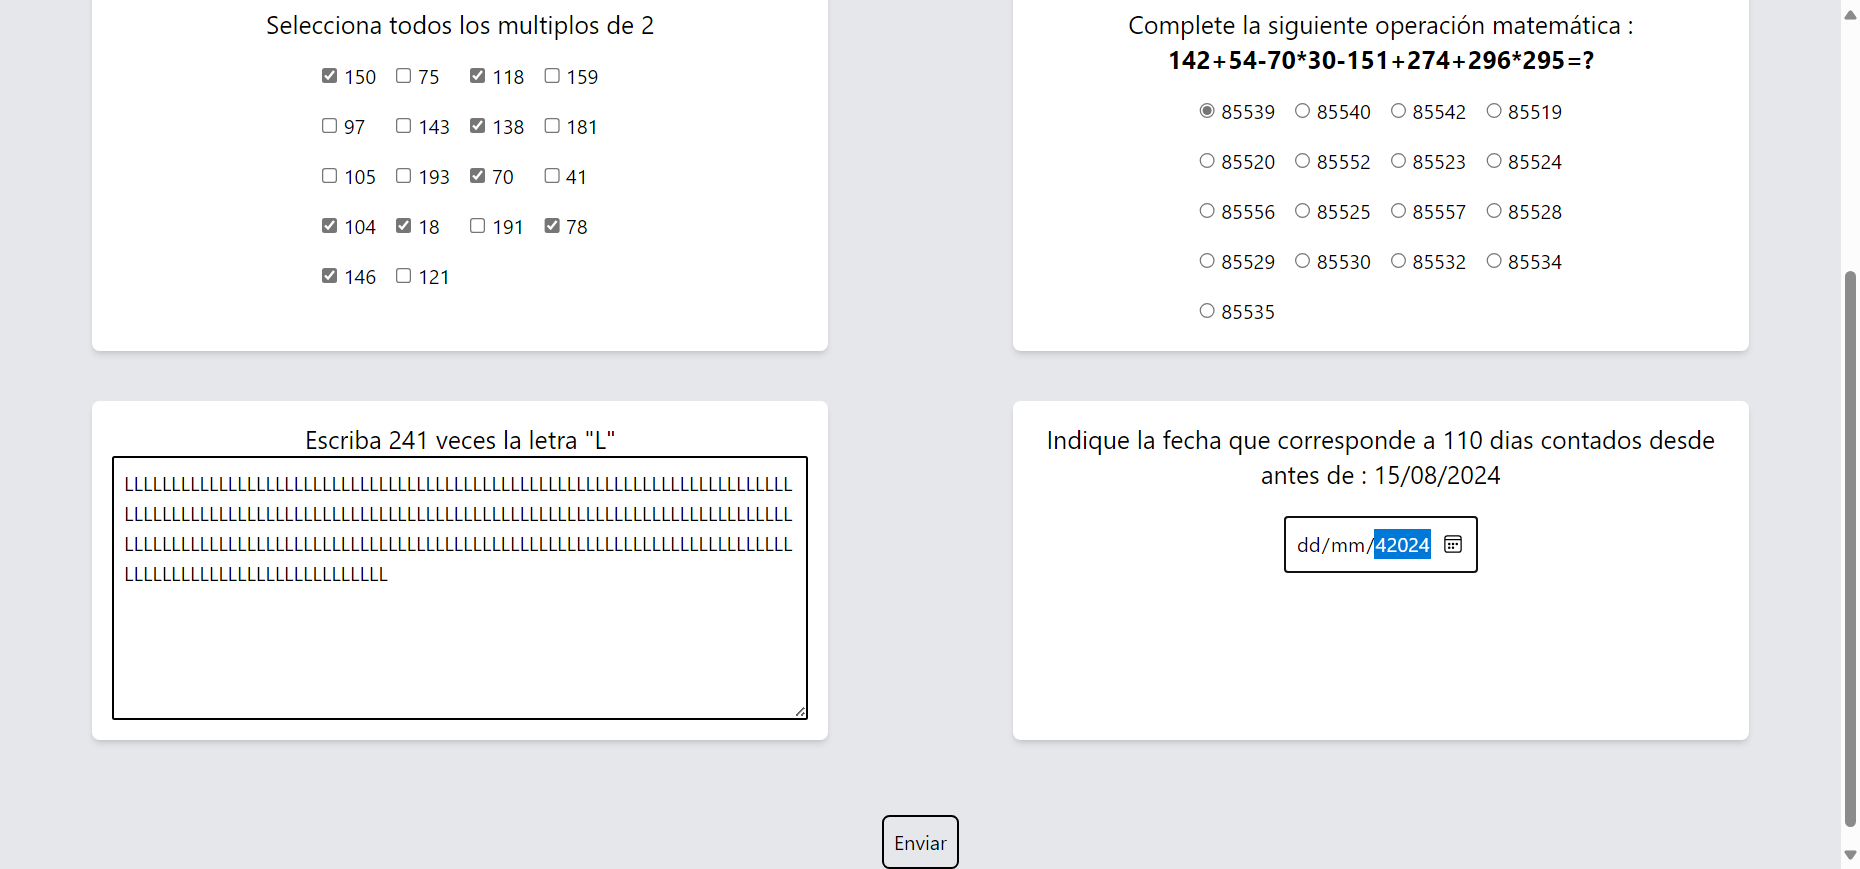 Selecciona todos los multiplos de 2
150 75 118 159
97 143 138 181
105 193 70 41
104 18 191 78
146 121
Complete la siguiente operación matemática :
142+54-70*30-151+274+296*295=?
85539 85540 85542 85519
85520 85552 85523 85524
85556 85525 85557 85528
85529 85530 85532 85534
85535
Escriba 241 veces la letra "L"
LLLLLLLLLLLLLLLLLLLLLLLLLLLLLLLLLLLLLLLLLLLLLLLLLLLLLLLLLLLLLLLLLLLLLLL
LLLLLLLLLLLLLLLLLLLLLLLLLLLLLLLLLLLLLLLLLLLLLLLLLLLLLLLLLLLLLLLLLLLLLLL
LLLLLLLLLLLLLLLLLLLLLLLLLLLLLLLLLLLLLLLLLLLLLLLLLLLLLLLLLLLLLLLLLLLLLLL
LLLLLLLLLLLLLLLLLLLLLLLLLLLL
Indique la fecha que corresponde a 110 dias contados desde
antes de : 15/08/2024
dd/mm/42024
Enviar